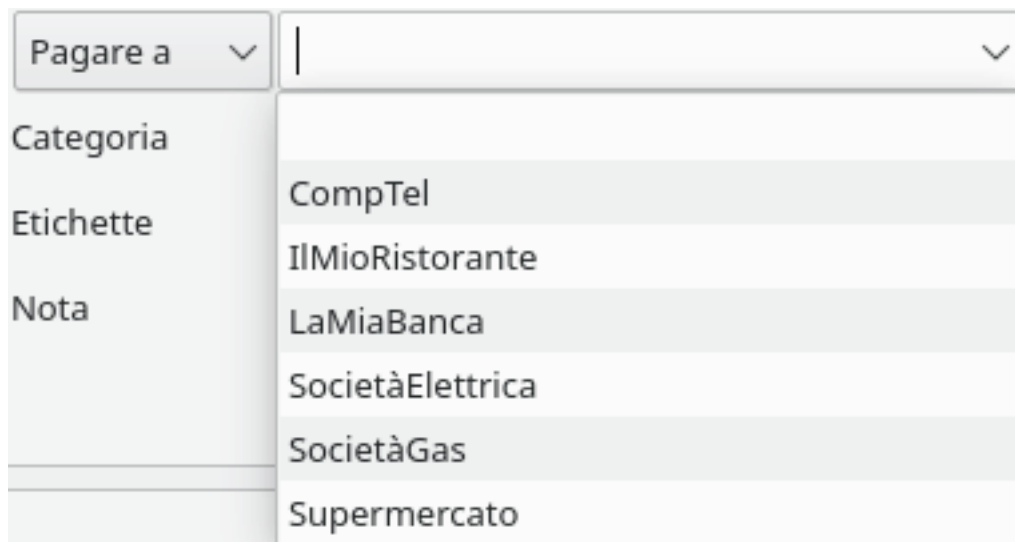 Pagare a
Categoria
Etichette
Nota
CompTel
IlMioRistorante
LaMiaBanca
SocietàElettrica
SocietàGas
Supermercato